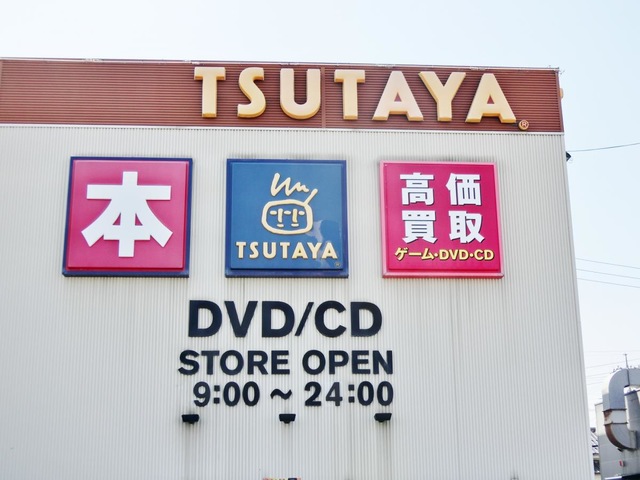 TSUTAYA®
本
TSUTAYA
高価
買取
ゲーム・DVD・CD
DVD/CD
STORE OPEN
9:00～24:00